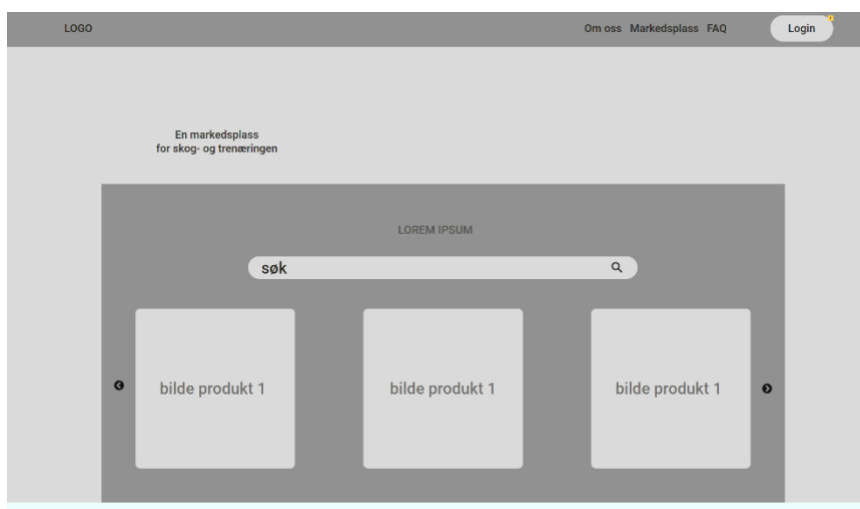 LOGO
Om oss Markedsplass FAQ
Login
En markedsplass
for skog- og trenæringen
LOREM IPSUM
søk
bilde produkt 1
bilde produkt 1
bilde produkt 1